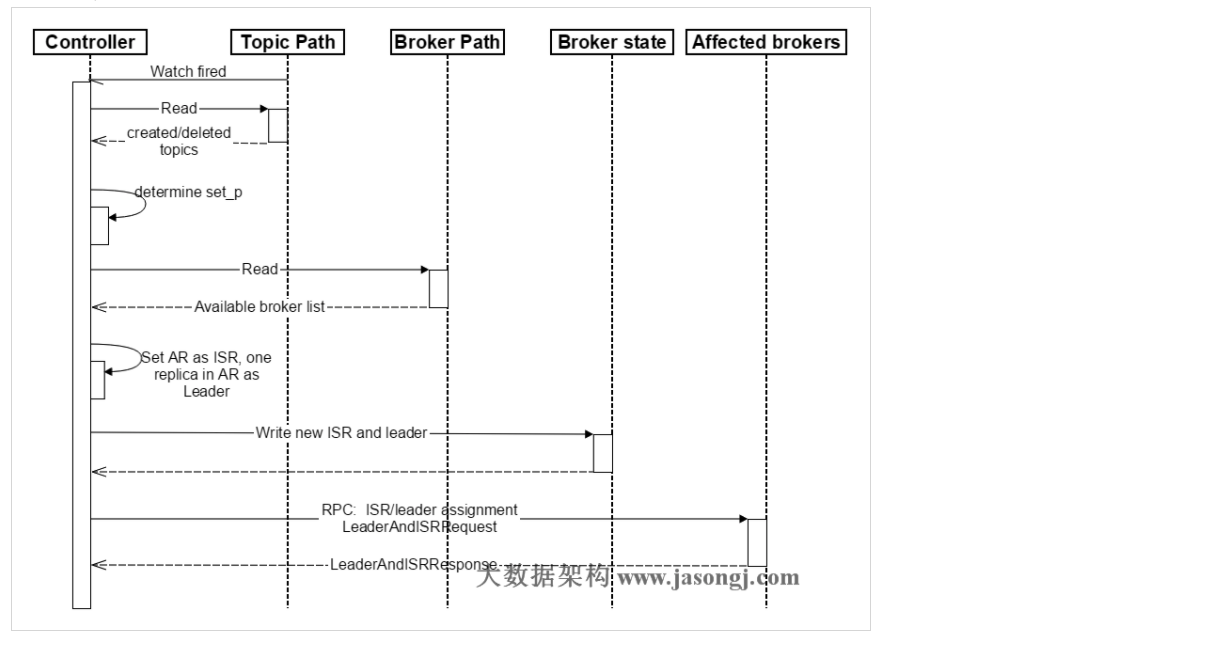 Controller Topic Path Broker Path Broker state Affected brokers
Watch fired
Read
created/deleted
topics
determine set_p
Read
Available broker list
Set AR as ISR, one
replica in AR as
Leader
Write new ISR and leader
RPC: ISR/leader assignment
LeaderAndISRRequest
LeaderAndISRResponse
大数据架构 www.jasongj.com